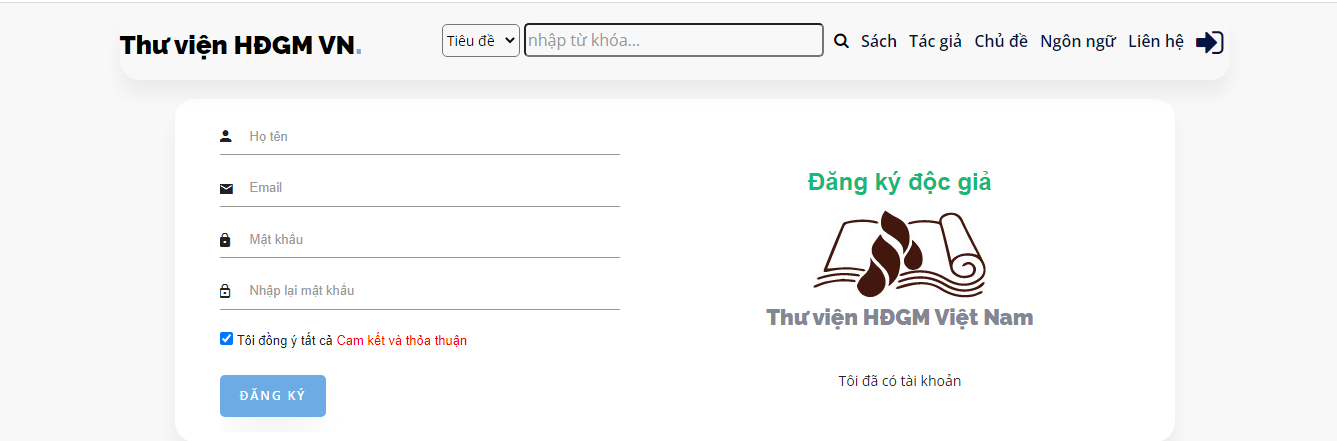 Thư viện HĐGM VN.
Tiêu đề
nhập từ khóa...
Sách Tác giả Chủ đề Ngôn ngữ Liên hệ
Họ tên
Email
Mật khẩu
Nhập lại mật khẩu
Tôi đồng ý tất cả Cam kết và thỏa thuận
ĐĂNG KÝ
Đăng ký độc giả
Thư viện HĐGM Việt Nam
Tôi đã có tài khoản